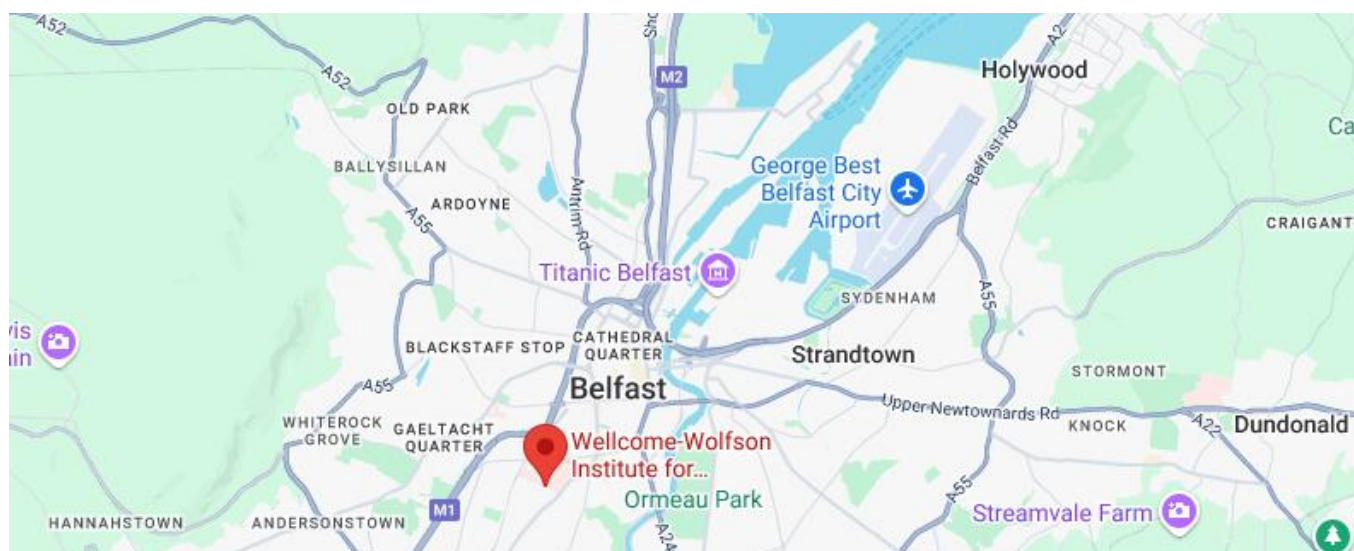 A52
A52
OLD PARK
BALLYSILLAN
ARDOYNE
A55
Antrim Rd
M2
A2
Holywood
Belfast Rd
George Best
Belfast City
Airport
Titanic Belfast
SYDENHAM
A55
CRAIGANT
BLACKSTAFF STOP
CATHEDRAL
QUARTER
Strandtown
STORMONT
A55
Belfast
Upper Newtownards Rd
KNOCK
A22
Dundonald
WHITEROCK
GROVE
GAELTACHT
QUARTER
Wellcome-Wolfson
Institute for...
Ormeau Park
A55
M1
HANNAHSTOWN
ANDERSONSTOWN
A24
Streamvale Farm